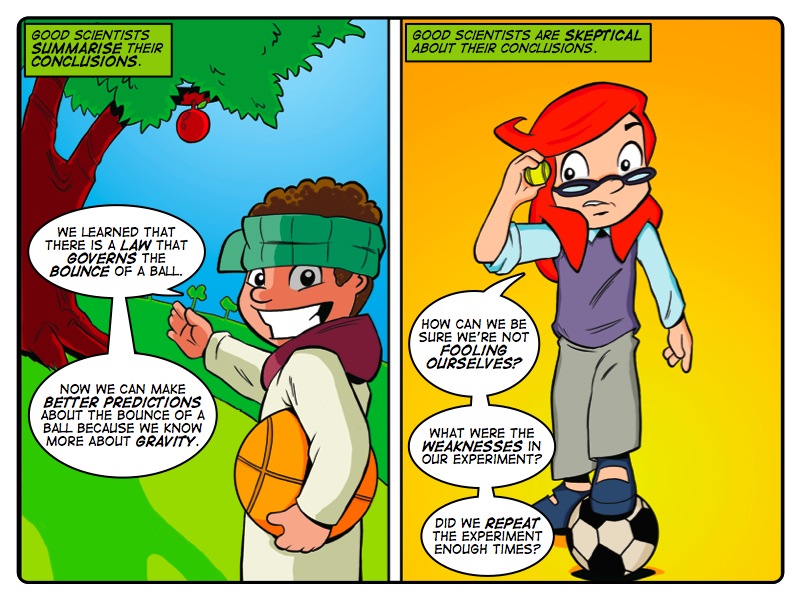 GOOD SCIENTISTS
SUMMARISE THEIR
CONCLUSIONS.
WE LEARNED THAT
THERE IS A LAW THAT
GOVERNS THE
BOUNCE OF A BALL.
NOW WE CAN MAKE
BETTER PREDICTIONS
ABOUT THE BOUNCE OF A
BALL BECAUSE WE KNOW
MORE ABOUT GRAVITY.
GOOD SCIENTISTS ARE SKEPTICAL
ABOUT THEIR CONCLUSIONS.
HOW CAN WE BE
SURE WE'RE NOT
FOOLING
OURSELVES?
WHAT WERE THE
WEAKNESSES IN
OUR EXPERIMENT?
DID WE REPEAT
THE EXPERIMENT
ENOUGH TIMES?